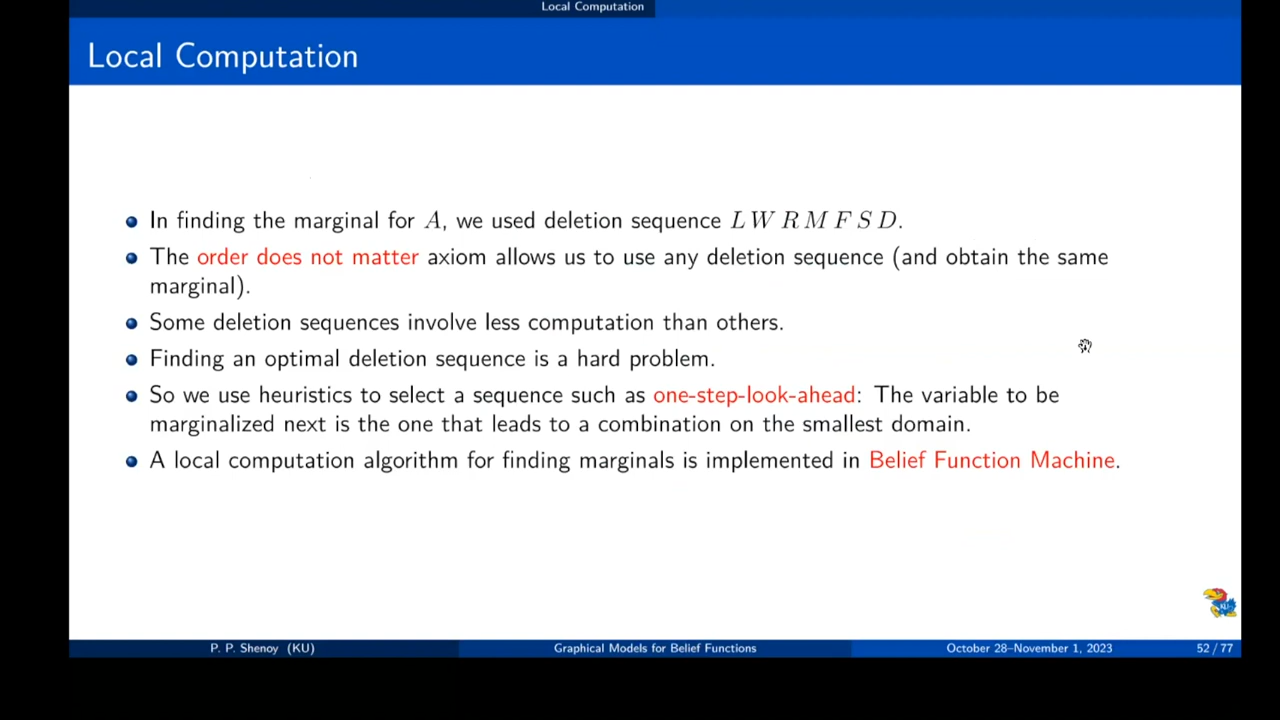 Local Computation
Local Computation
In finding the marginal for A, we used deletion sequence L W R M F S D.
The order does not matter axiom allows us to use any deletion sequence (and obtain the same
marginal).
Some deletion sequences involve less computation than others.
Finding an optimal deletion sequence is a hard problem.
So we use heuristics to select a sequence such as one-step-look-ahead: The variable to be
marginalized next is the one that leads to a combination on the smallest domain.
A local computation algorithm for finding marginals is implemented in Belief Function Machine.
KU
P. P. Shenoy (KU) Graphical Models for Belief Functions October 28–November 1, 2023 52 / 77